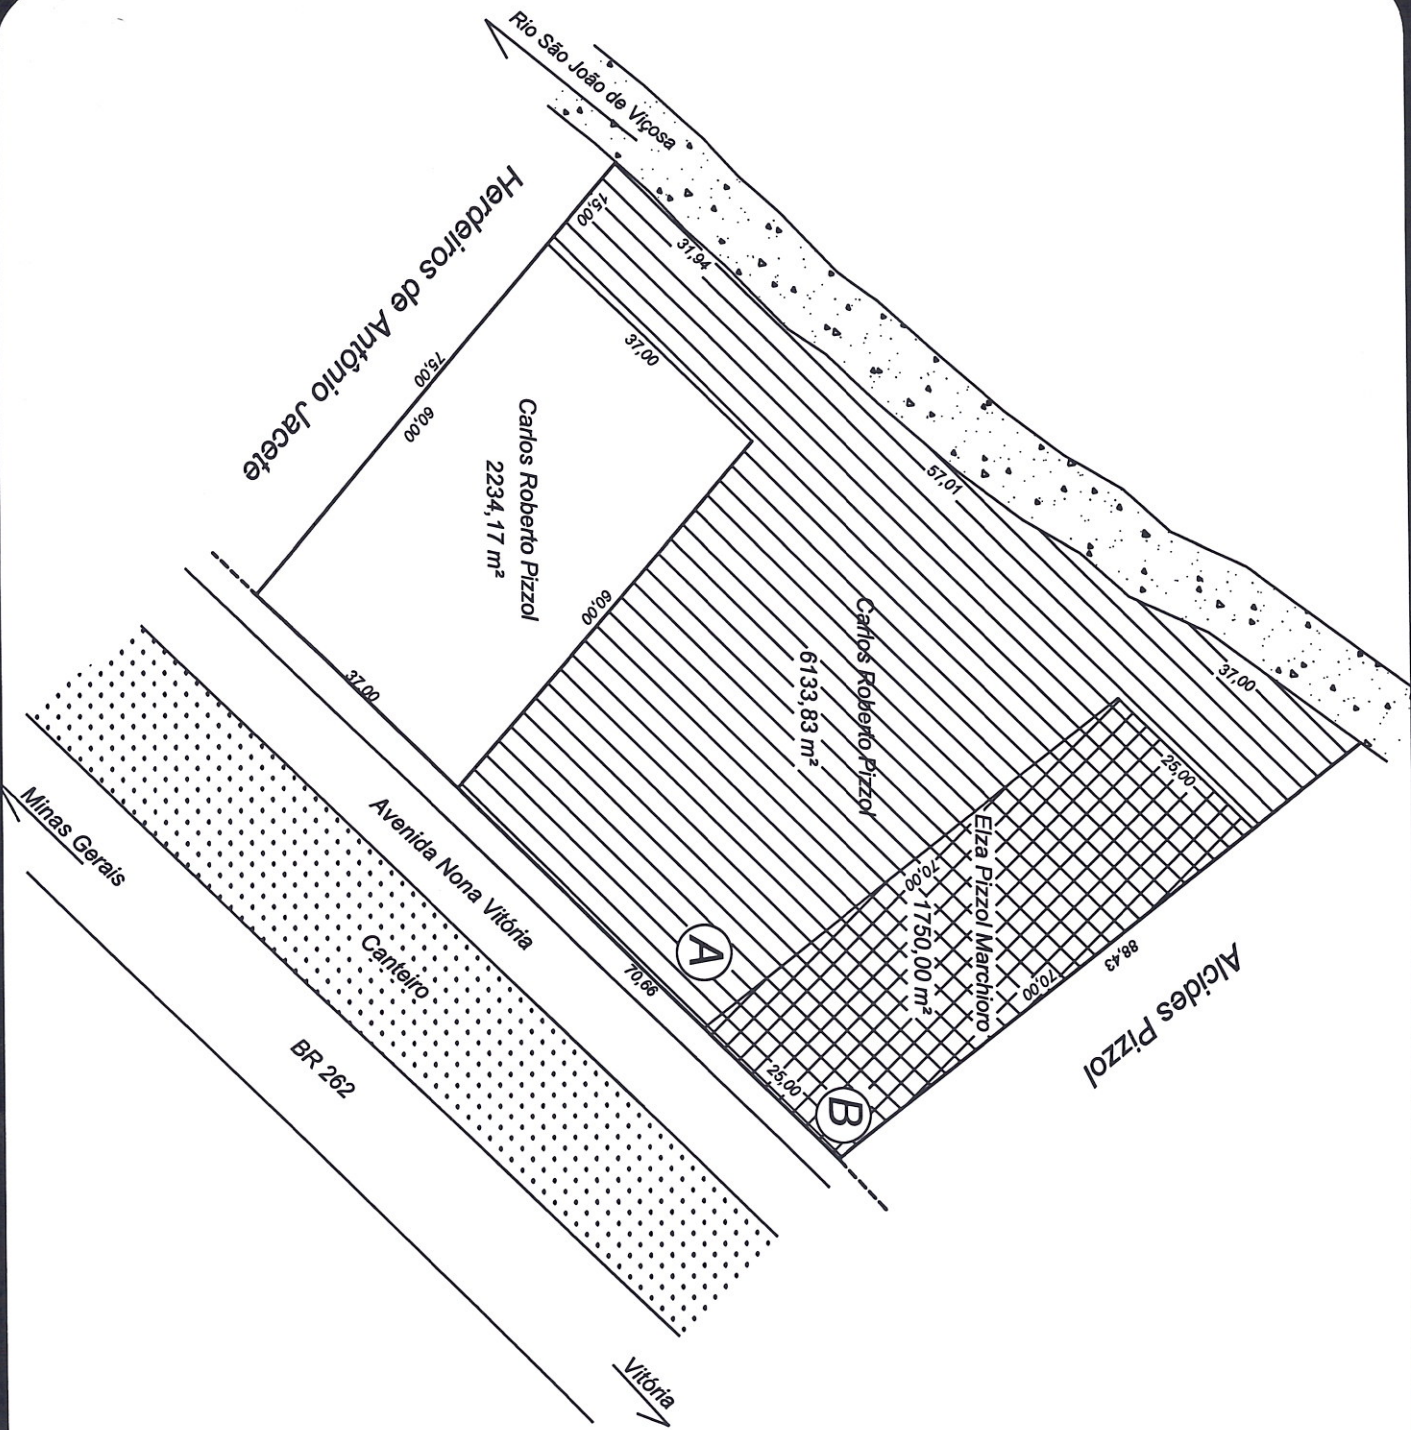 Rio São João de Viçosa
Herdeiros de Antônio Jacete
15,00
31,94
37,00
75,00
60,00
Carlos Roberto Pizzol
2234,17 m²
57,01
60,00
Carlos Roberto Pizzol
6133,83 m²
37,00
37,00
25,00
Elza Pizzol Marchioro
1750,00 m²
70,00
70,00
88,43
Alcides Pizzol
A
70,66
25,00
B
Avenida Nona Vitória
Canteiro
Minas Gerais
BR 262
Vitória